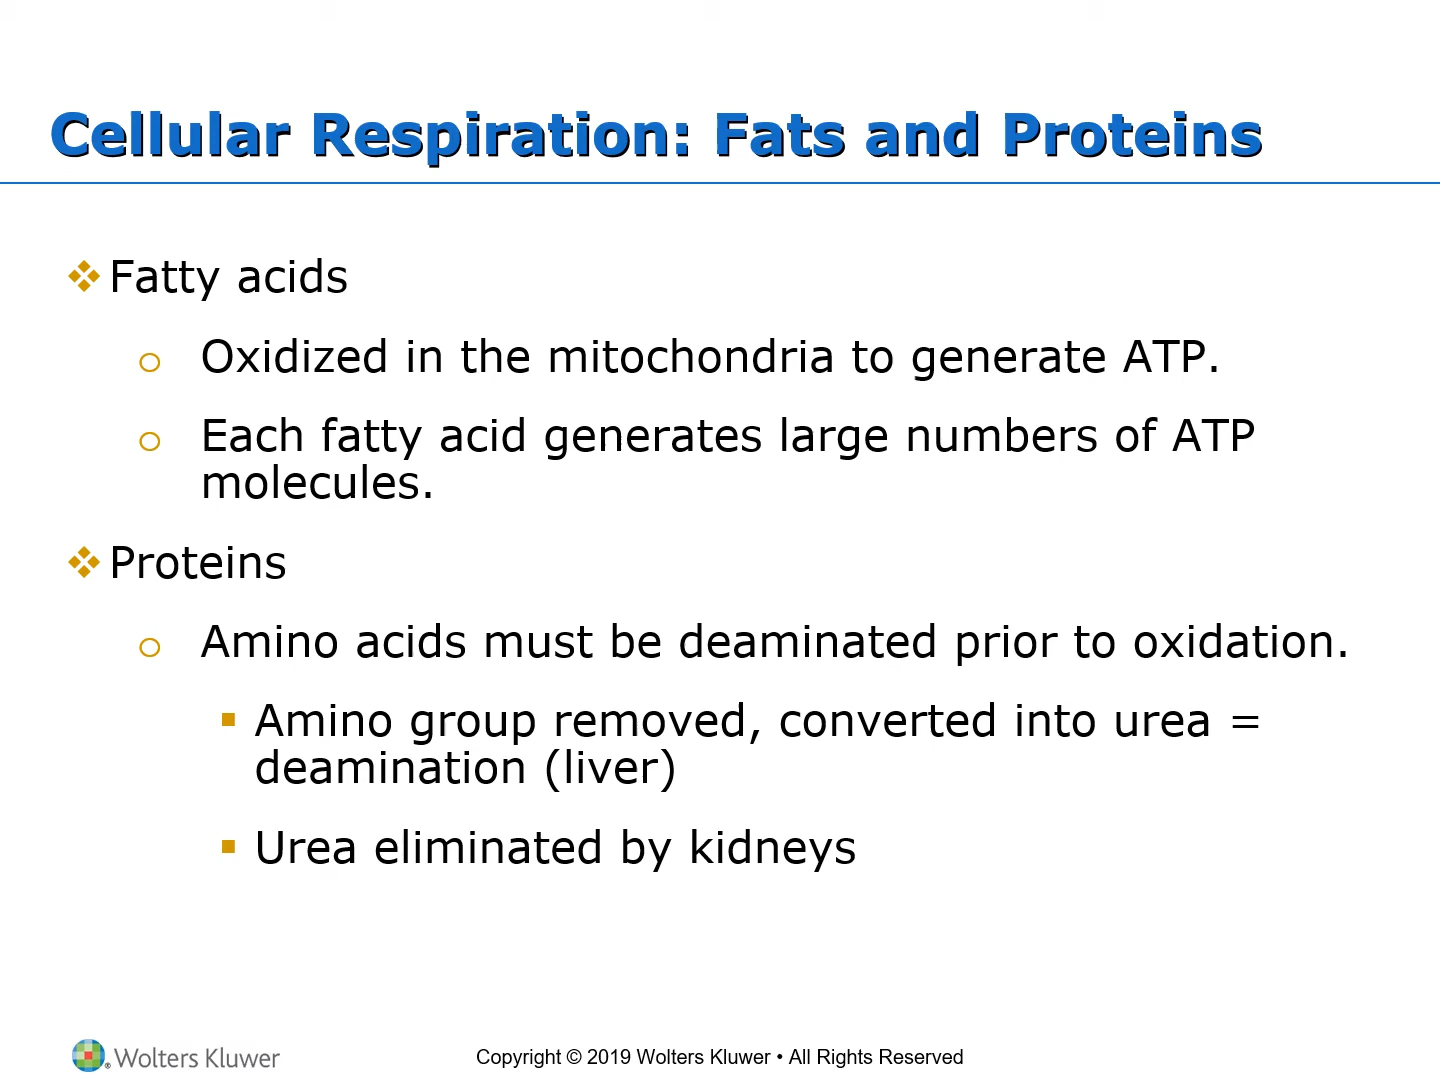 Cellular Respiration: Fats and Proteins
❖ Fatty acids
o Oxidized in the mitochondria to generate ATP.
o Each fatty acid generates large numbers of ATP
molecules.
❖ Proteins
o Amino acids must be deaminated prior to oxidation.
▪ Amino group removed, converted into urea =
deamination (liver)
▪ Urea eliminated by kidneys
® Wolters Kluwer
Copyright © 2019 Wolters Kluwer • All Rights Reserved